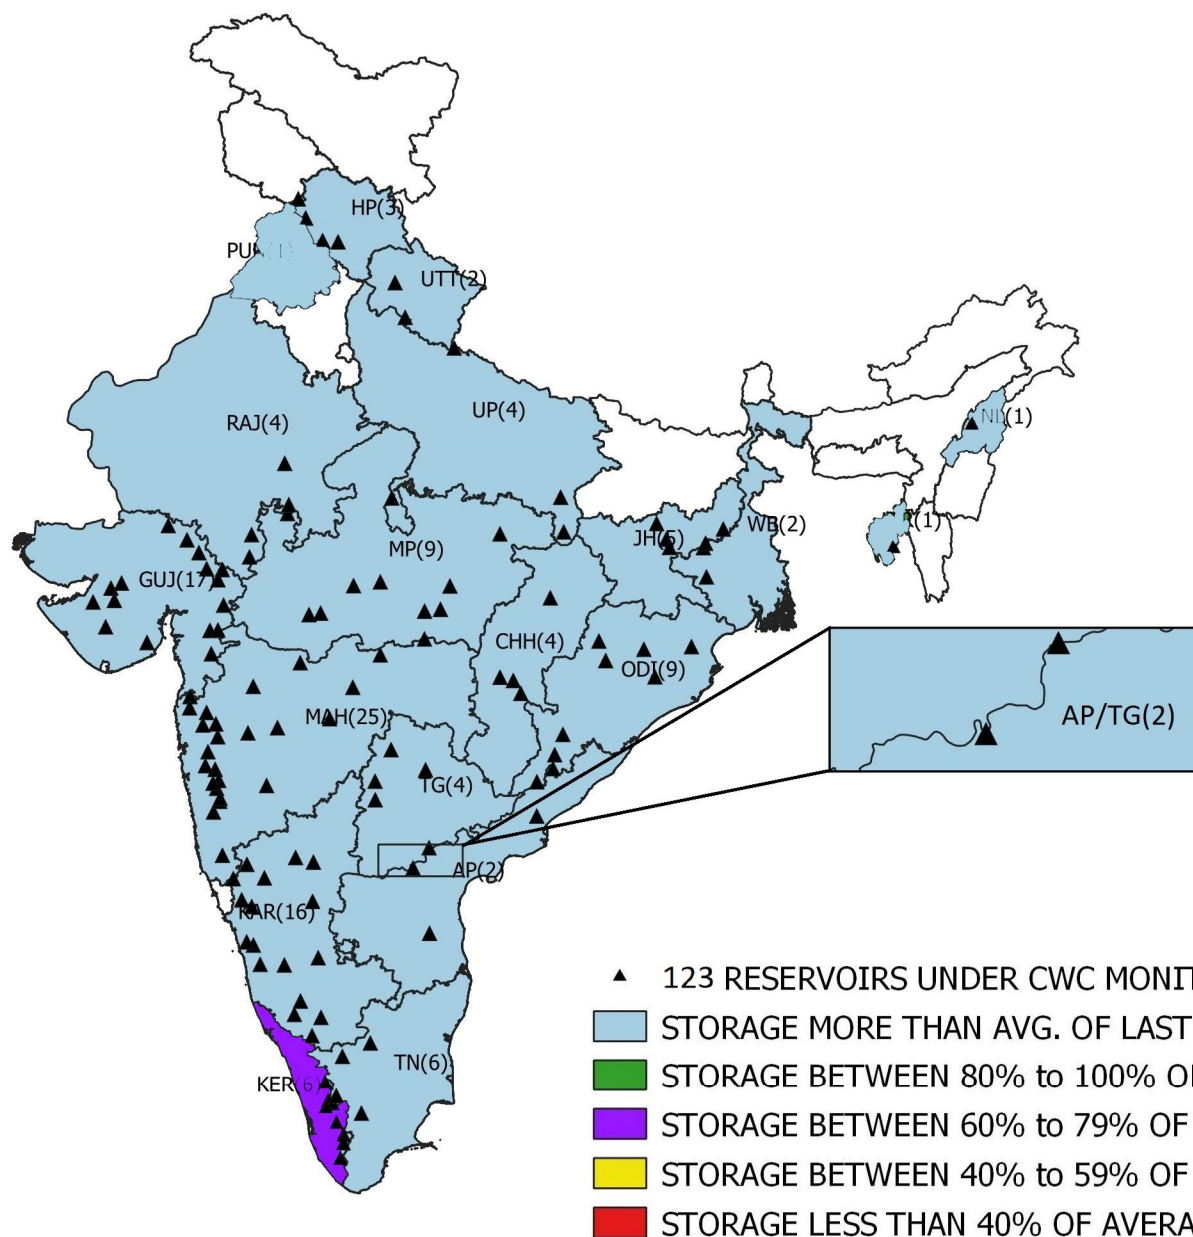 HP(3)
UTT(2)
RAJ(4)
UP(4)
MP(9)
JH(5)
WB(2)
GUJ(17)
CHH(4)
ODI(9)
AP/TG(2)
MAH(25)
TG(4)
AP(2)
KAR(16)
TN(6)
KER(6)
123 RESERVOIRS UNDER CWC
STORAGE MORE THAN AVG. OF LAST
STORAGE BETWEEN 80% to 100%
STORAGE BETWEEN 60% to 79% OF
STORAGE BETWEEN 40% to 59% OF
STORAGE LESS THAN 40% OF